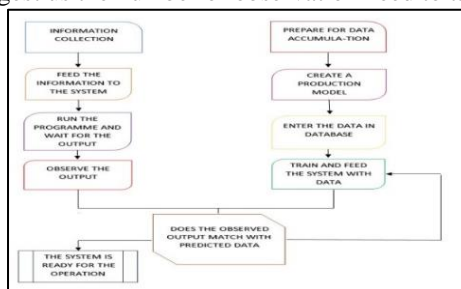 INFORMATION
COLLECTION
FEED THE
INFORMATION TO
THE SYSTEM
RUN THE
PROGRAMME AND
WAIT FOR THE
OUTPUT
OBSERVE THE
OUTPUT
PREPARE FOR DATA
ACCUMULA-TION
CREATE A
PRODUCTION
MODEL
ENTER THE DATA IN
DATABASE
TRAIN AND FEED
THE SYSTEM WITH
DATA
DOES THE OBSERVED
OUTPUT MATCH WITH
PREDICTED DATA
THE SYSTEM IS
READY FOR THE
OPERATION